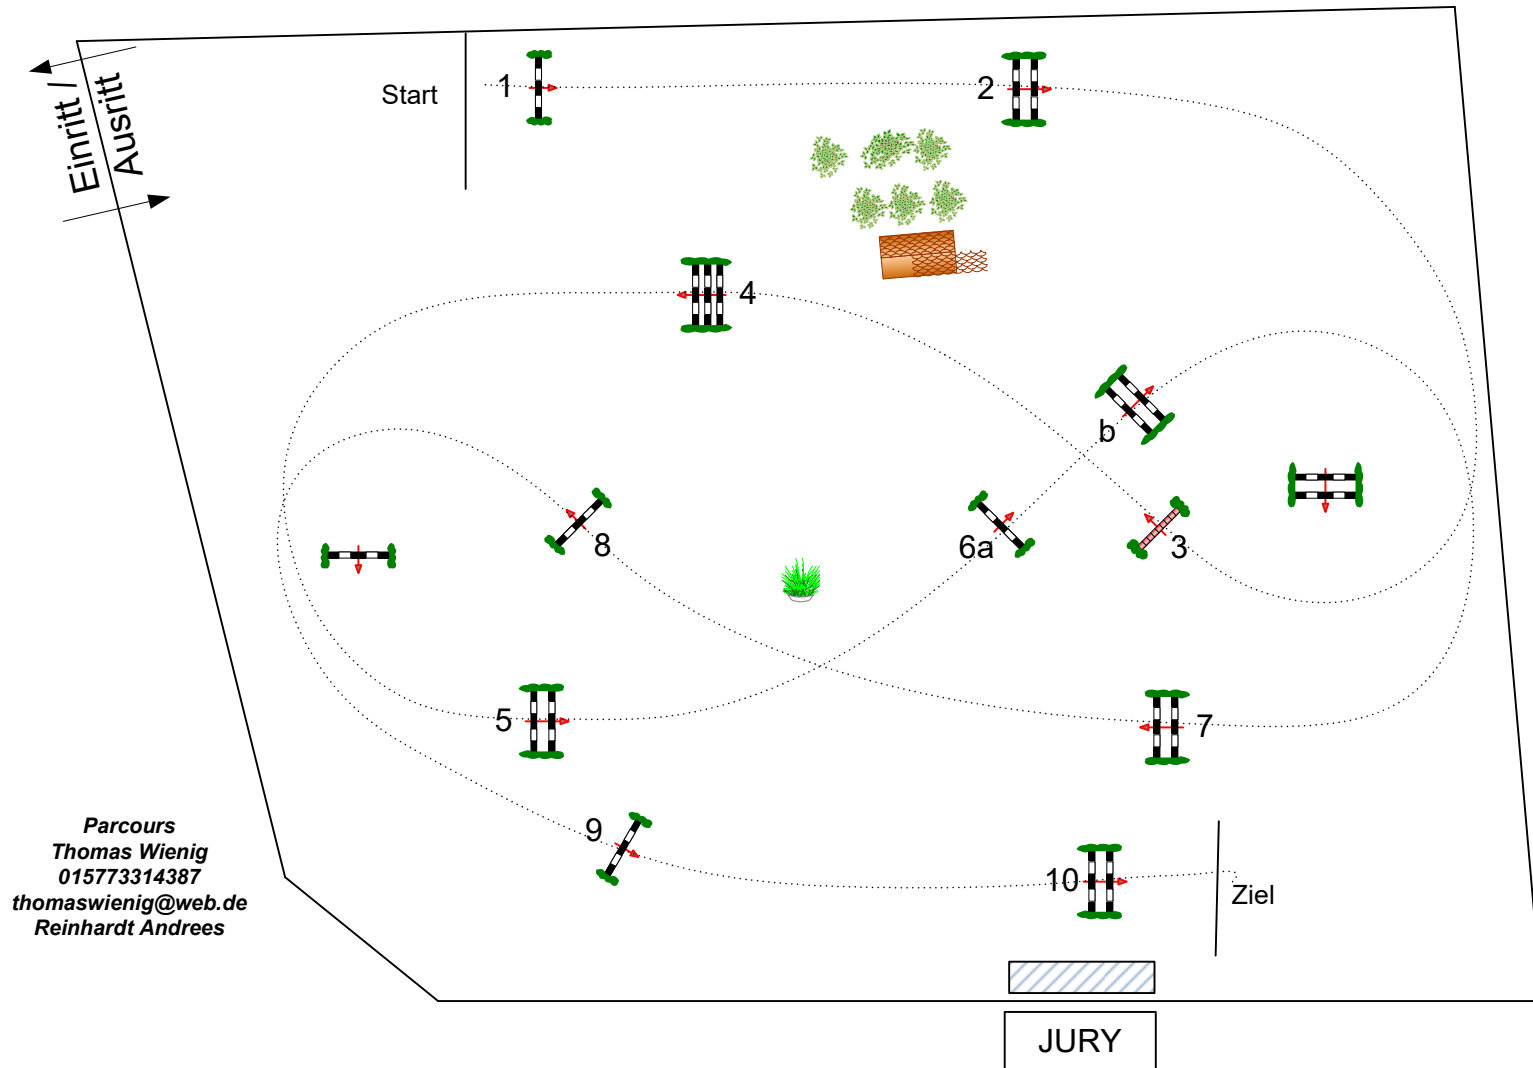 Einritt /
Ausritt
Start
1
2
4
b
6a
3
8
5
7
9
10
Ziel
Parcours
Thomas Wienig
015773314387
thomaswienig@web.de
Reinhardt Andrees
JURY